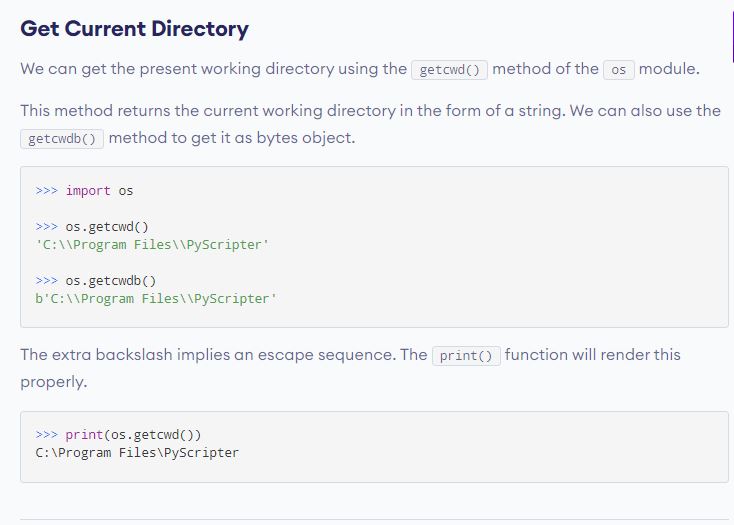 Get Current Directory
We can get the present working directory using the getcwd() method of the os module.
This method returns the current working directory in the form of a string. We can also use the
getcwdb() method to get it as bytes object.
>>> import os
>>> os.getcwd()
'C:\\Program Files\\PyScripter'
>>> os.getcwdb()
b'C:\\Program Files\\PyScripter'
The extra backslash implies an escape sequence. The print() function will render this
properly.
>>> print(os.getcwd())
C:\Program Files\PyScripter